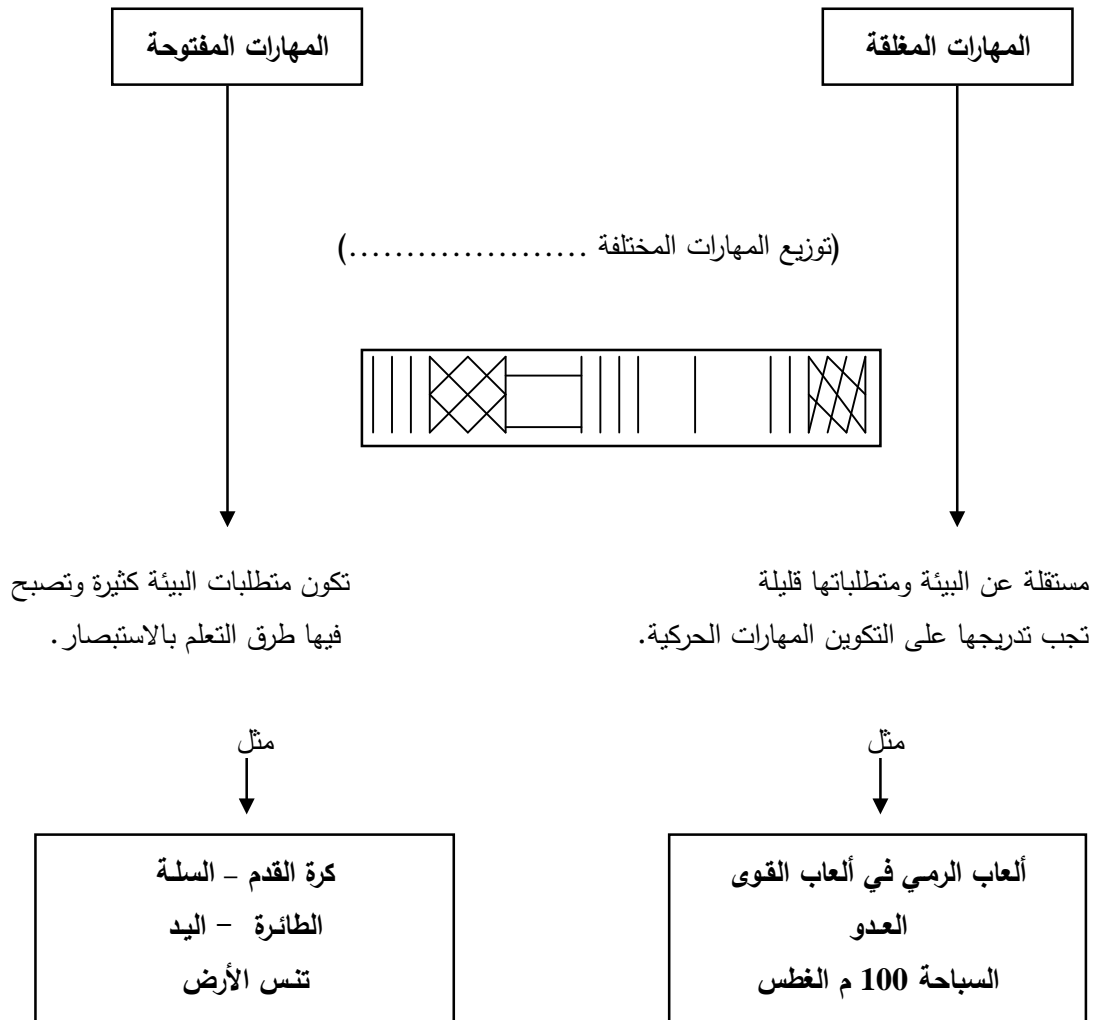 المهارات المغلقة
المهارات المفتوحة
(توزيع المهارات المختلفة .....................)
مستقلة عن البيئة ومتطلباتها قليلة
تجب تدريجها على التكوين المهارات الحركية.
تكون متطلبات البيئة كثيرة وتصبح
فيها طرق التعلم بالاستبصار.
مثل
مثل
ألعاب الرمي في ألعاب القوى
العدو
السباحة 100 م الغطس
كرة القدم – السلة
الطائرة - اليد
تنس الأرض